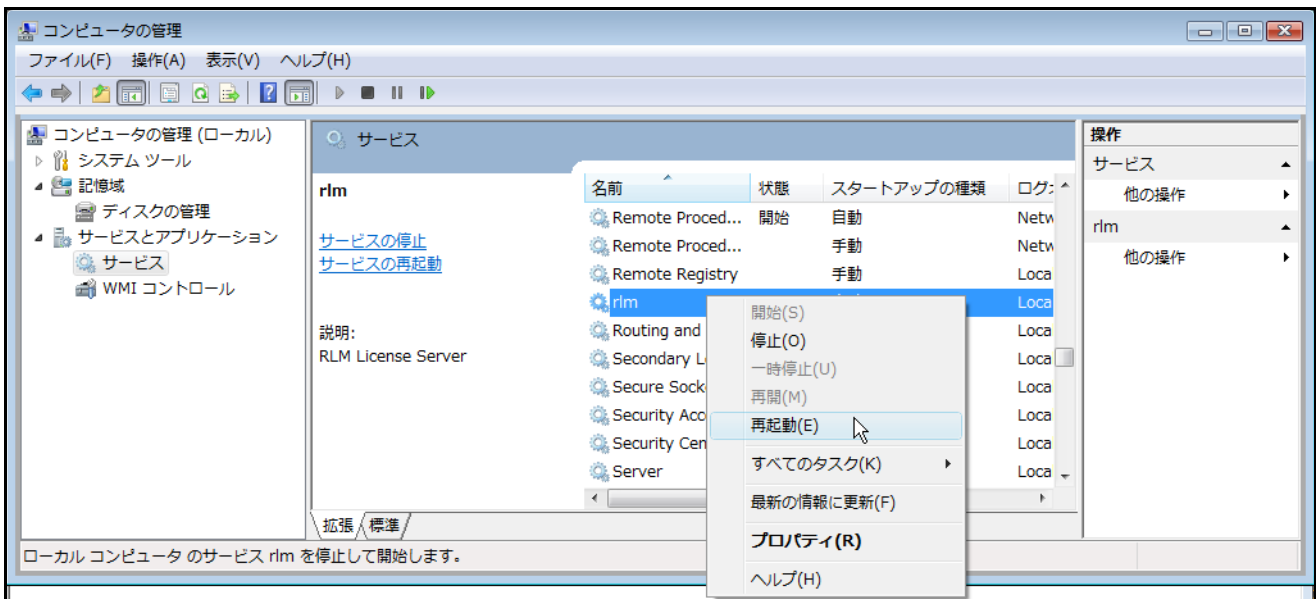 コンピュータの管理
ファイル(F) 操作(A) 表示(V) ヘルプ(H)
コンピュータの管理 (ローカル)
システム ツール
記憶域
ディスクの管理
サービスとアプリケーション
サービス
WMI コントロール
サービス
rlm
サービスの停止
サービスの再起動
説明:
RLM License Server
名前 状態 スタートアップの種類 ログ
Remote Proced... 開始 自動 Netw
Remote Proced... 手動 Netw
Remote Registry 手動 Loca
rlm Loca
Routing and Loca
Secondary L Loca
Secure Sock Loca
Security Acc Loca
Security Cen Loca
Server Loca
開始(S)
停止(O)
一時停止(U)
再開(M)
再起動(E)
すべてのタスク(K)
最新の情報に更新(F)
プロパティ(R)
ヘルプ(H)
操作
サービス
他の操作
rlm
他の操作
拡張 標準
ローカル コンピュータ のサービス rlm を停止して開始します。